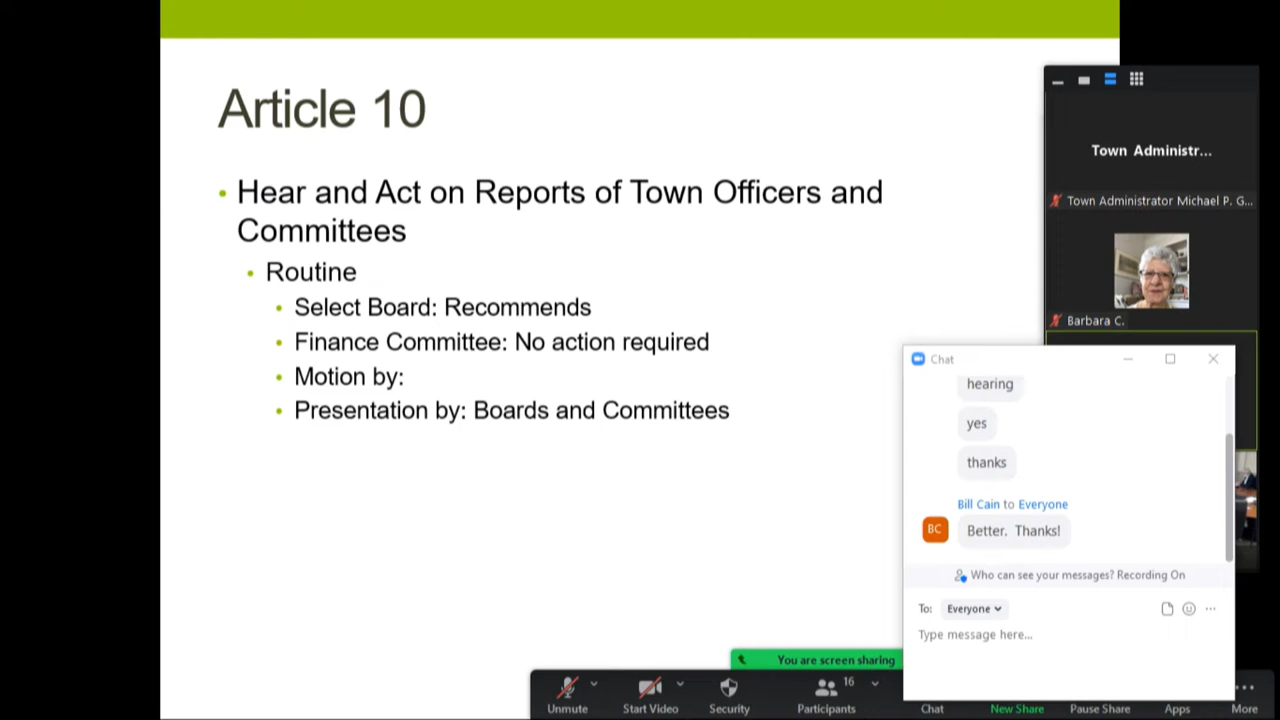 Article 10
• Hear and Act on Reports of Town Officers and
Committees
• Routine
• Select Board: Recommends
• Finance Committee: No action required
• Motion by:
• Presentation by: Boards and Committees
Town Administr...
Town Administrator Michael P. G...
Barbara C.
Chat
hearing
yes
thanks
Bill Cain to Everyone
BC
Better. Thanks!
Who can see your messages? Recording On
To: Everyone
Type message here...
You are screen sharing
16
Unmute
Start Video
Security
Participants
Chat
New Share
Pause Share
Apps
More